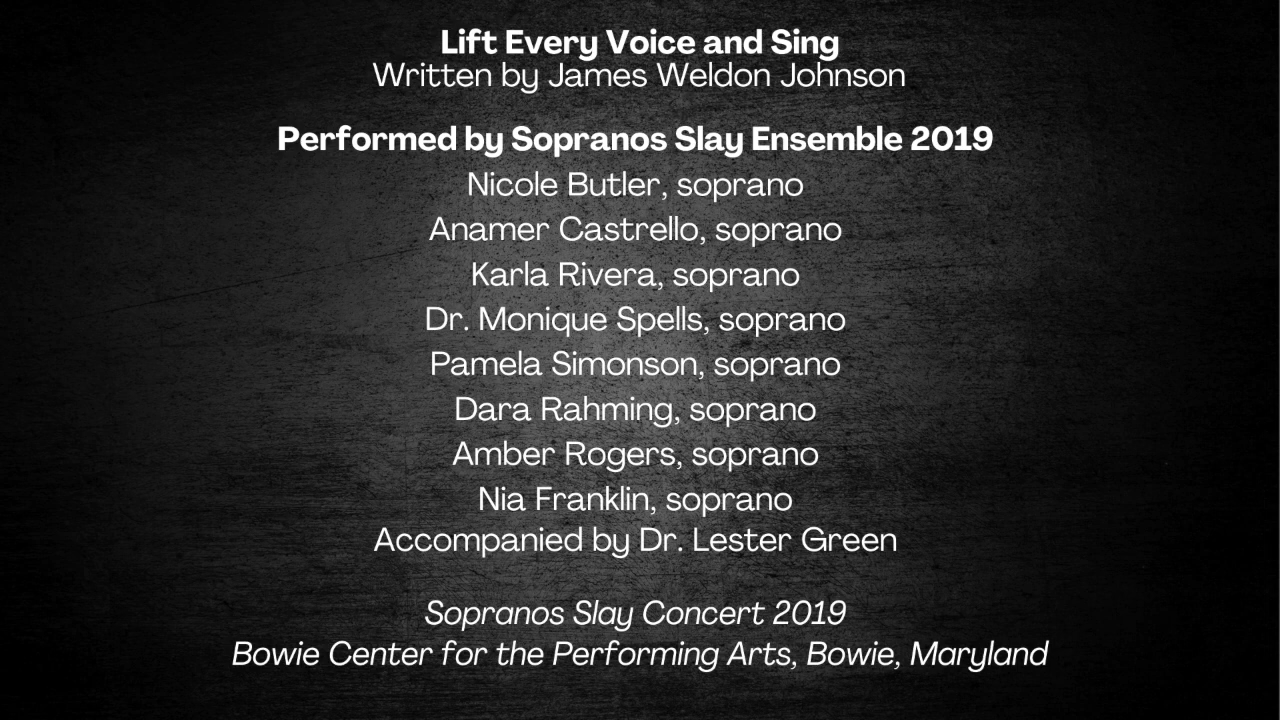 Lift Every Voice and Sing
Written by James Weldon Johnson
Performed by Sopranos Slay Ensemble 2019
Nicole Butler, soprano
Anamer Castrello, soprano
Karla Rivera, soprano
Dr. Monique Spells, soprano
Pamela Simonson, soprano
Dara Rahming, soprano
Amber Rogers, soprano
Nia Franklin, soprano
Accompanied by Dr. Lester Green
Sopranos Slay Concert 2019
Bowie Center for the Performing Arts, Bowie, Maryland